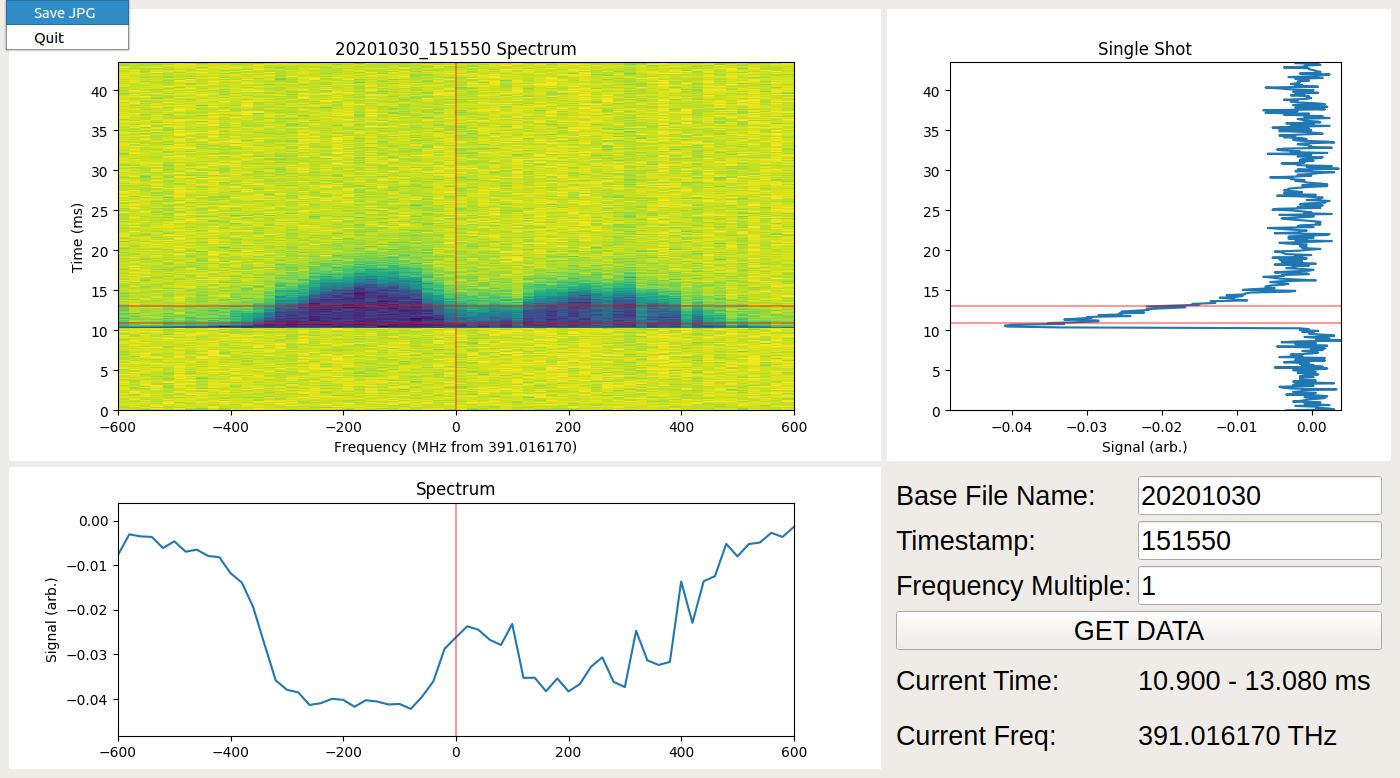 Save JPG
Quit
20201030_151550 Spectrum
40
35
30
25
20
15
10
5
0
Time (ms)
−600
−400
−200
0
200
400
600
Frequency (MHz from 391.016170)
Single Shot
40
35
30
25
20
15
10
5
0
−0.04
−0.03
−0.02
−0.01
0.00
Signal (arb.)
Spectrum
0.00
−0.01
−0.02
−0.03
−0.04
Signal (arb.)
−600
−400
−200
0
200
400
600
Base File Name: 20201030
Timestamp: 151550
Frequency Multiple: 1
GET DATA
Current Time: 10.900 - 13.080 ms
Current Freq: 391.016170 THz